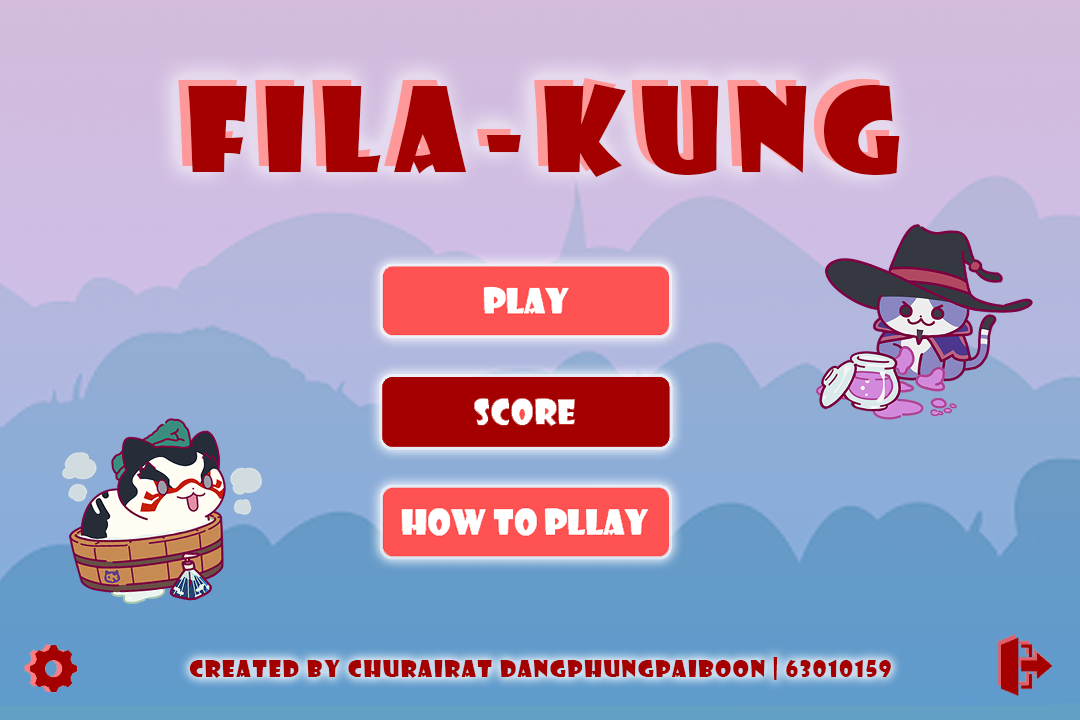 FILA-KUNG
PLAY
SCORE
HOW TO PLLAY
CREATED BY CHURAIRAT DANGPHUNGPAIBOON | 63010159